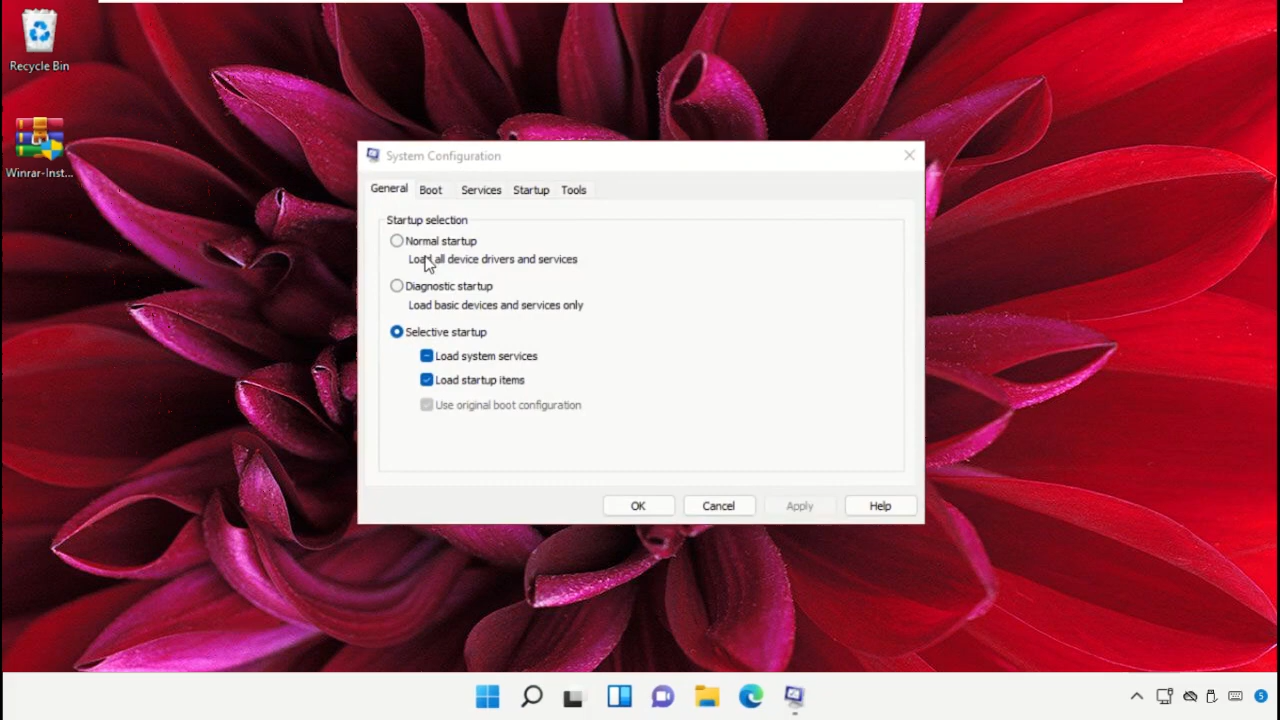 Recycle Bin
Winrar-Inst...
System Configuration
General
Boot
Services
Startup
Tools
Startup selection
Normal startup
Load all device drivers and services
Diagnostic startup
Load basic devices and services only
Selective startup
Load system services
Load startup items
Use original boot configuration
OK
Cancel
Apply
Help
5